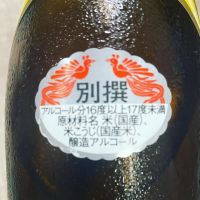 別撰
アルコール分16度以上17度未満
原材料名 米(国産)、
米こうじ(国産米)、
醸造アルコール